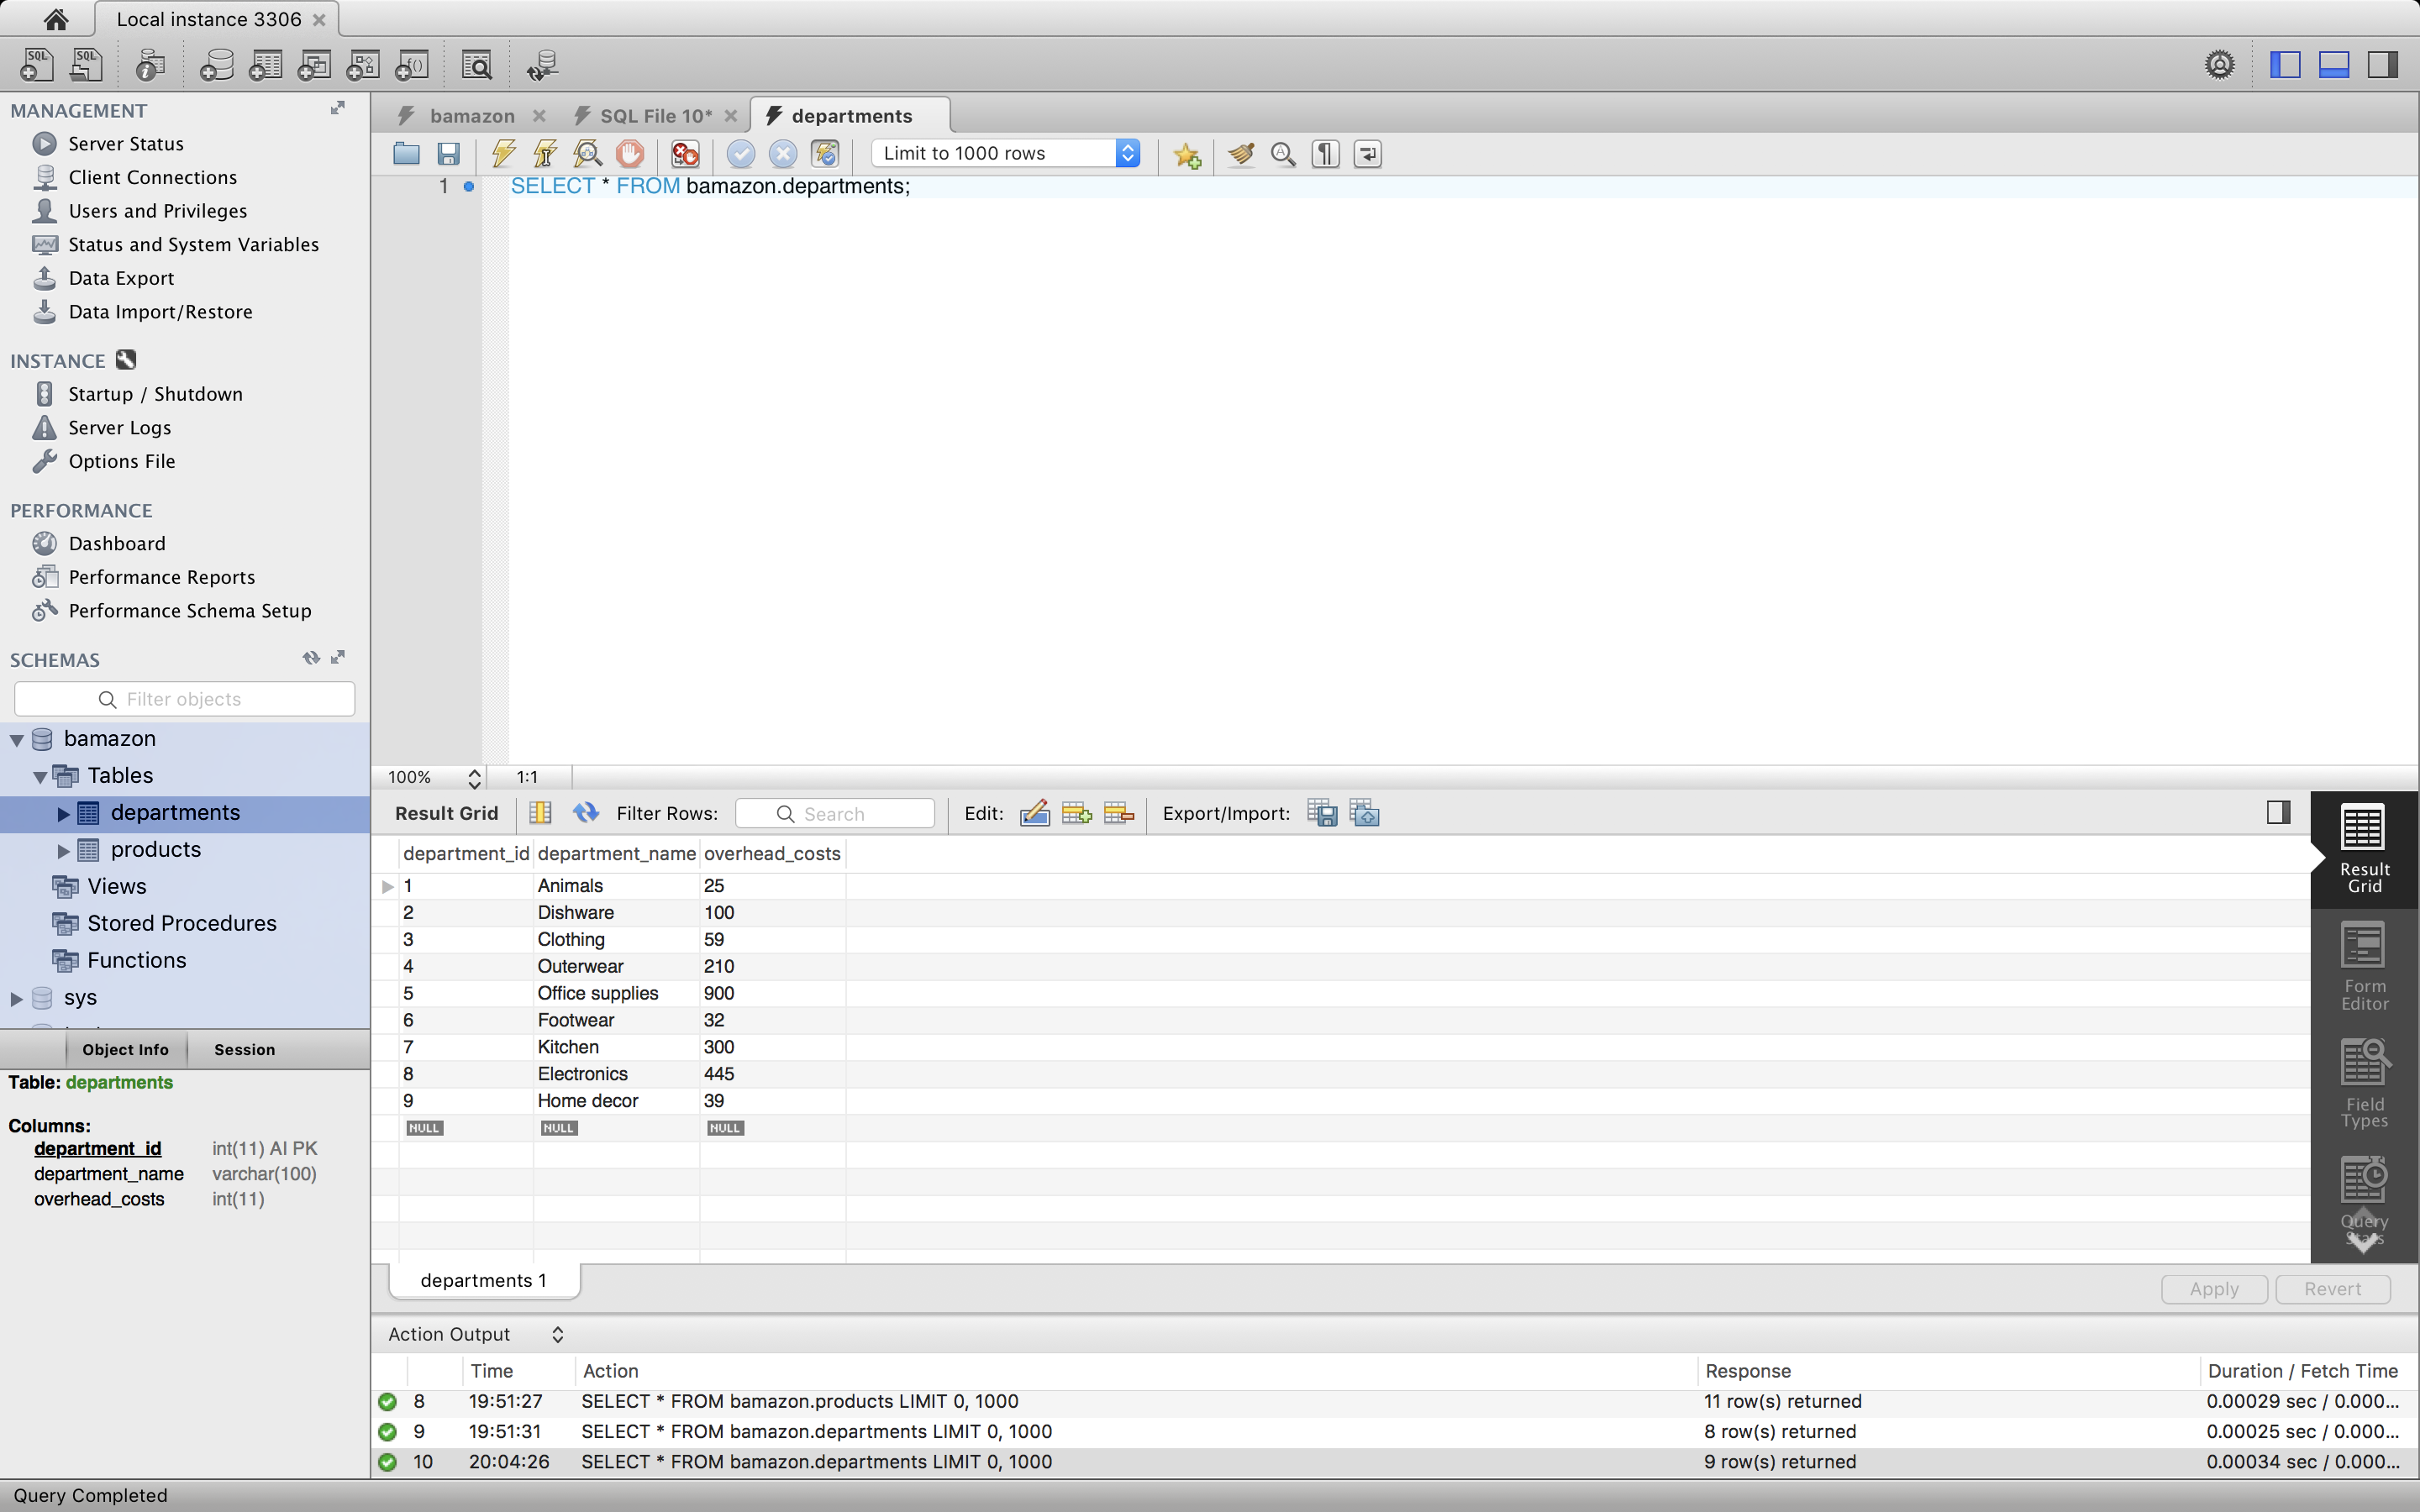 Local instance 3306
MANAGEMENT
Server Status
Client Connections
Users and Privileges
Status and System Variables
Data Export
Data Import/Restore
INSTANCE
Startup / Shutdown
Server Logs
Options File
PERFORMANCE
Dashboard
Performance Reports
Performance Schema Setup
SCHEMAS
Filter objects
bamazon
Tables
departments
products
Views
Stored Procedures
Functions
sys
Object Info Session
Table: departments
Columns:
department_id int(11) AI PK
department_name varchar(100)
overhead_costs int(11)
bamazon SQL File 10* departments
Limit to 1000 rows
1 SELECT * FROM bamazon.departments;
100% 1:1
Result Grid Filter Rows: Search Edit: Export/Import:
department_id department_name overhead_costs
1 Animals 25
2 Dishware 100
3 Clothing 59
4 Outerwear 210
5 Office supplies 900
6 Footwear 32
7 Kitchen 300
8 Electronics 445
9 Home decor 39
NULL NULL NULL
Result
Grid
Form
Editor
Field
Types
Query
Stats
departments 1
Apply Revert
Action Output
Time Action Response Duration / Fetch Time
8 19:51:27 SELECT * FROM bamazon.products LIMIT 0, 1000 11 row(s) returned 0.00029 sec / 0.000...
9 19:51:31 SELECT * FROM bamazon.departments LIMIT 0, 1000 8 row(s) returned 0.00025 sec / 0.000...
10 20:04:26 SELECT * FROM bamazon.departments LIMIT 0, 1000 9 row(s) returned 0.00034 sec / 0.000...
Query Completed